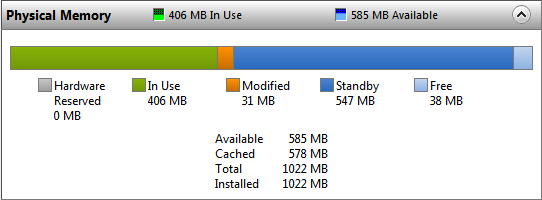 Physical Memory 406 MB In Use 585 MB Available
Hardware Reserved 0 MB
In Use 406 MB
Modified 31 MB
Standby 547 MB
Free 38 MB
Available 585 MB
Cached 578 MB
Total 1022 MB
Installed 1022 MB